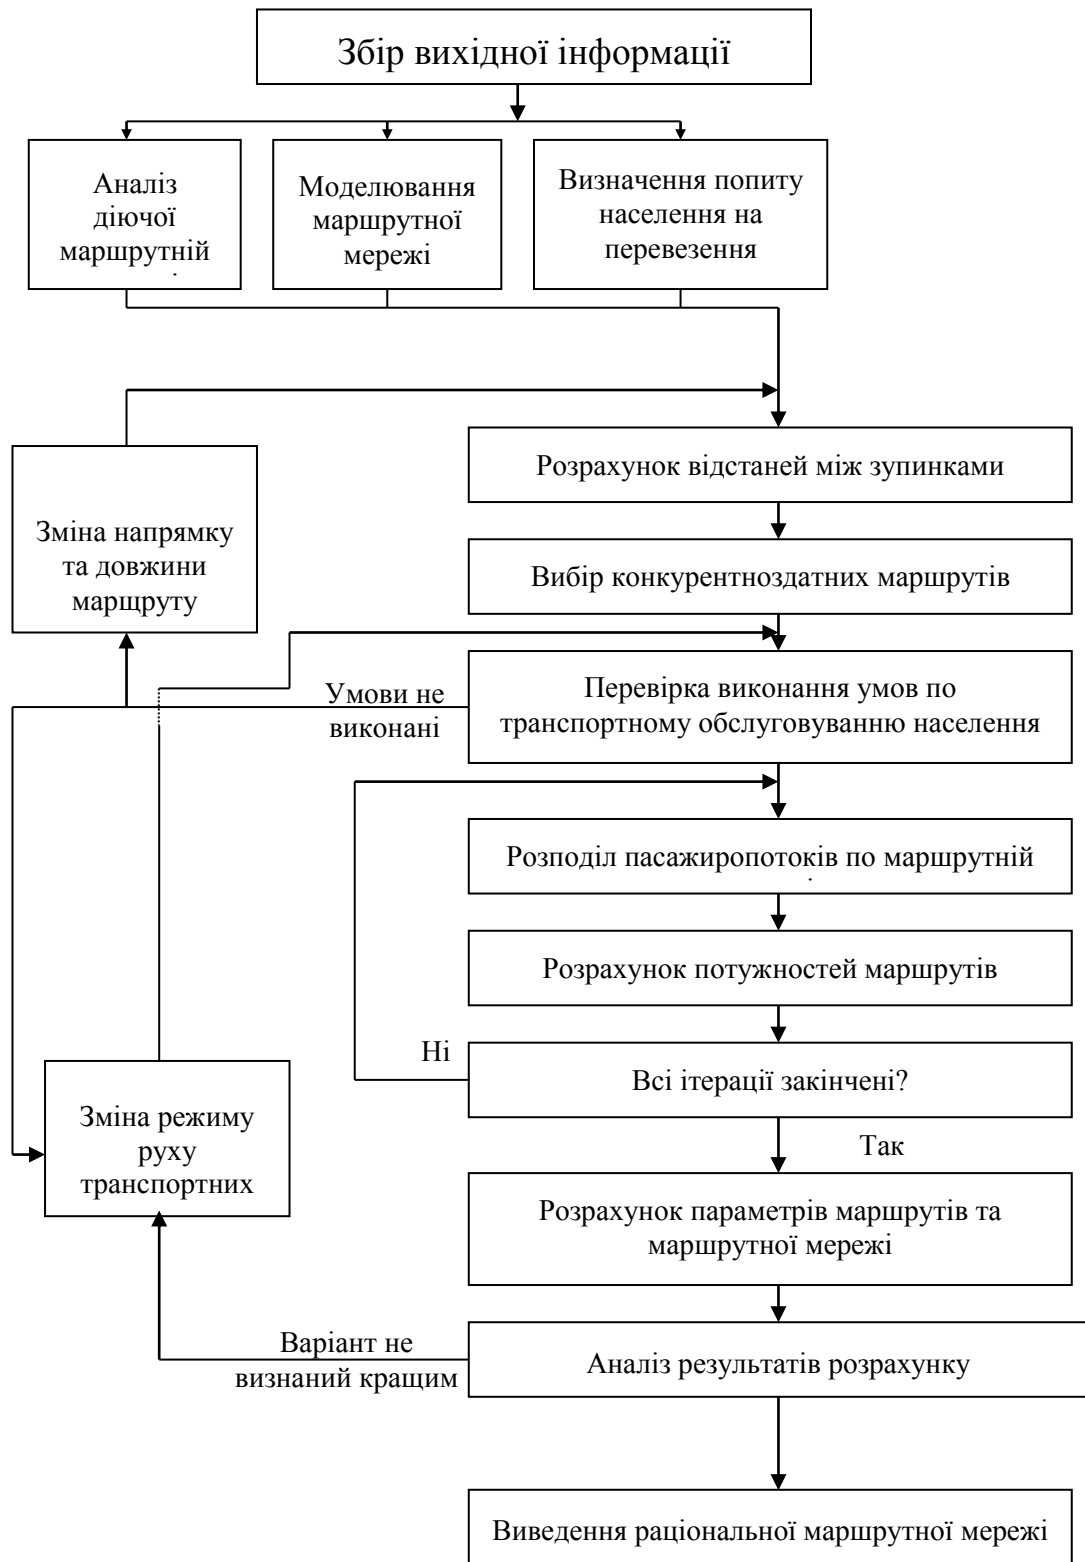 Збір вихідної інформації
Аналіз
діючої
маршрутній
Моделювання
маршрутної
мережі
Визначення попиту
населення на
перевезення
Розрахунок відстаней між зупинками
Зміна напрямку
та довжини
марщруту
Вибір конкурентноздатних маршрутів
Умови не
виконані
Перевірка виконання умов по
транспортному обслуговуванню населення
Розподіл пасажиропотоків по маршрутній
Розрахунок потужностей маршрутів
Ні
Всі ітерації закінчені?
Зміна режиму
руху
транспортних
Так
Розрахунок параметрів маршрутів та
маршрутної мережі
Варіант не
визнаний кращим
Аналіз результатів розрахунку
Виведення раціональної маршрутної мережі